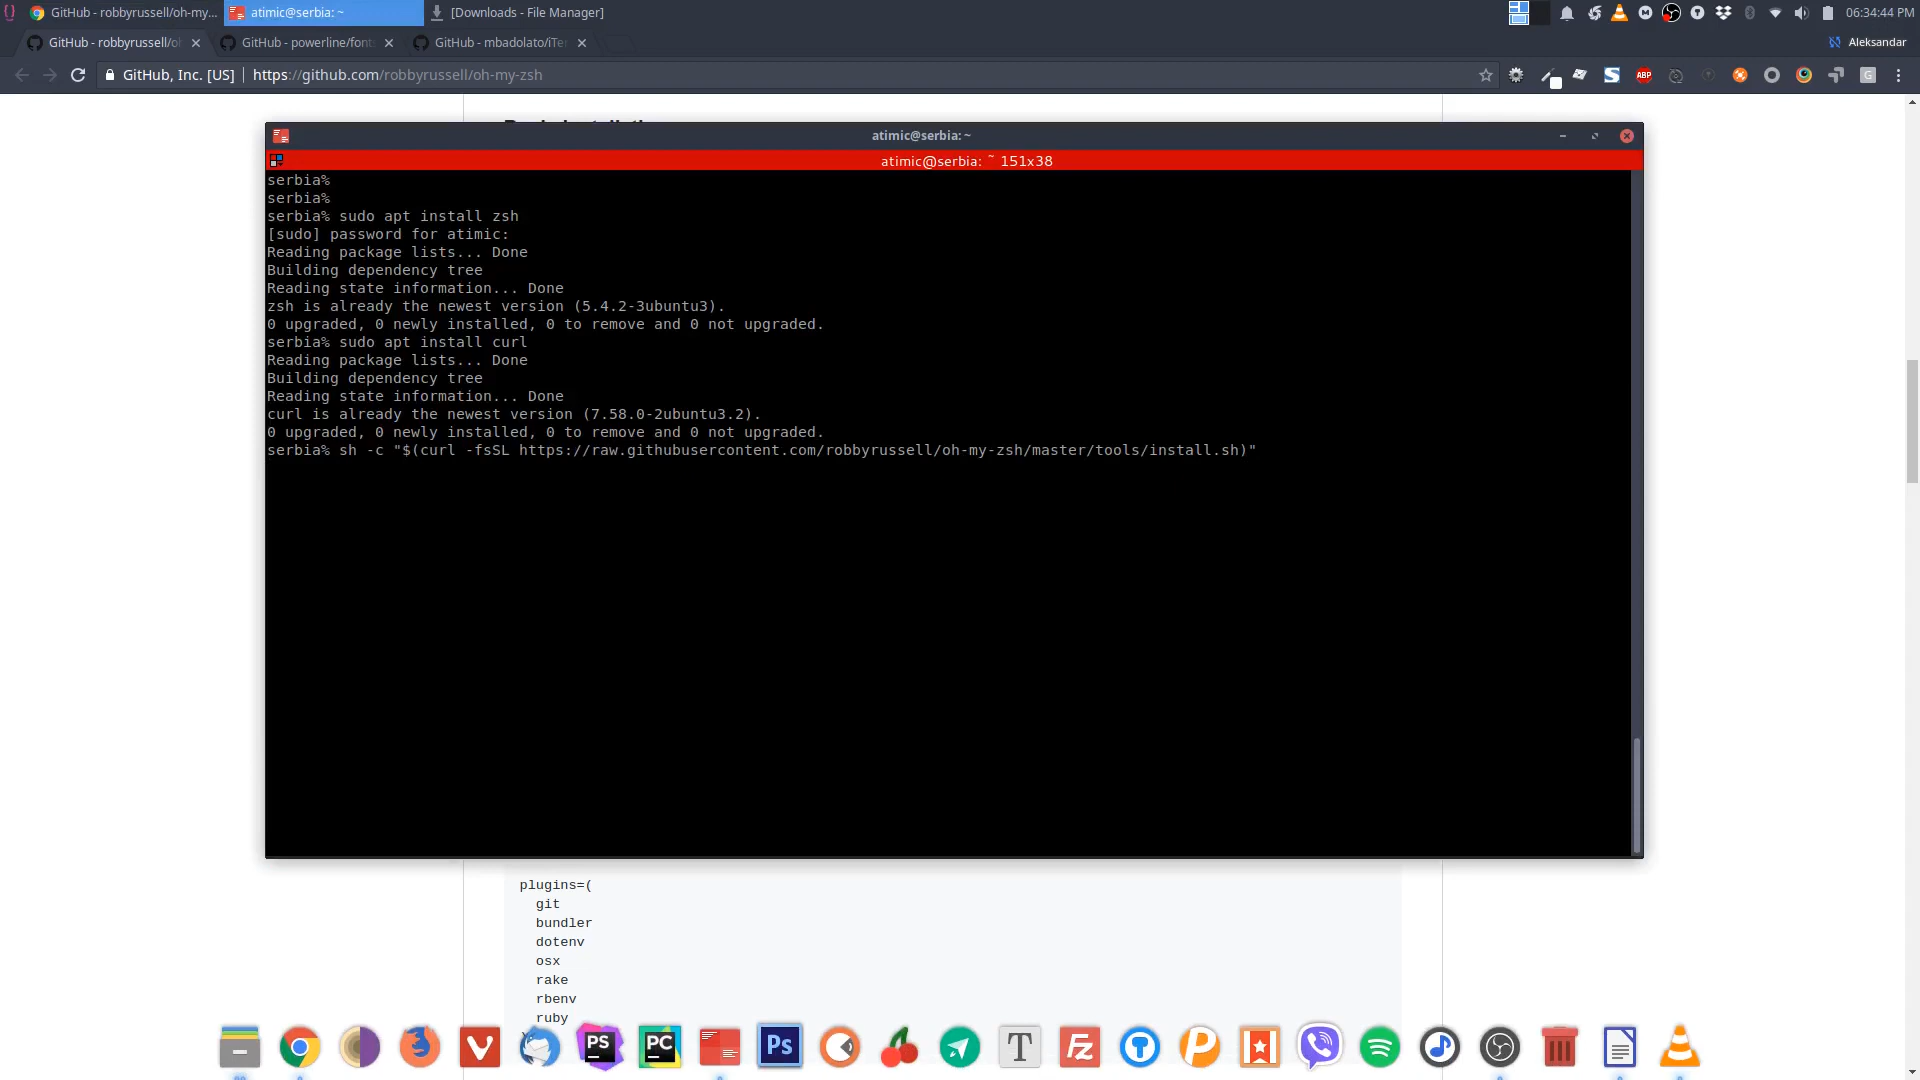 GitHub - robbyrussell/oh-my...
atimic@serbia: ~
[Downloads - File Manager]
06:34:44 PM
GitHub - robbyrussell/o
GitHub - powerline/font
GitHub - mbadolato/iTer
Aleksandar
GitHub, Inc. [US]
https://github.com/robbyrussell/oh-my-zsh
ABP
G
atimic@serbia: ~
atimic@serbia: ~ 151x38
serbia%
serbia%
serbia% sudo apt install zsh
[sudo] password for atimic:
Reading package lists... Done
Building dependency tree
Reading state information... Done
zsh is already the newest version (5.4.2-3ubuntu3).
0 upgraded, 0 newly installed, 0 to remove and 0 not upgraded.
serbia% sudo apt install curl
Reading package lists... Done
Building dependency tree
Reading state information... Done
curl is already the newest version (7.58.0-2ubuntu3.2).
0 upgraded, 0 newly installed, 0 to remove and 0 not upgraded.
serbia% sh -c "$(curl -fsSL https://raw.githubusercontent.com/robbyrussell/oh-my-zsh/master/tools/install.sh)"
plugins=(
git
bundler
dotenv
osx
rake
rbenv
ruby
PS
PC
Ps
T
Fz